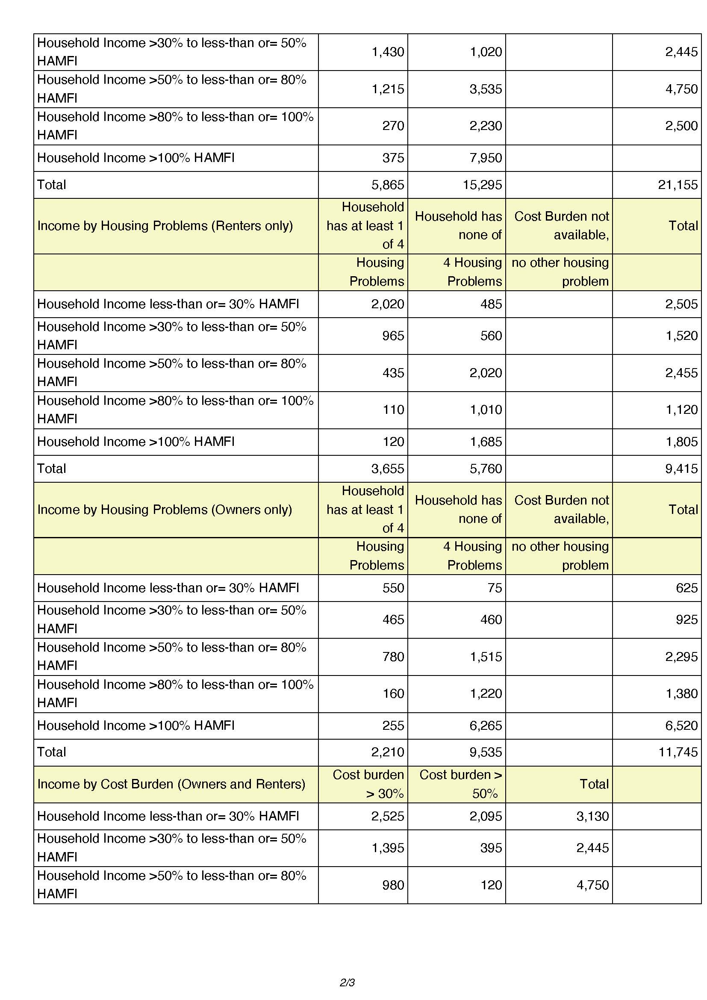 Household Income >30% to less-than or= 50% HAMFI 1,430 1,020 2,445
Household Income >50% to less-than or= 80% HAMFI 1,215 3,535 4,750
Household Income >80% to less-than or= 100% HAMFI 270 2,230 2,500
Household Income >100% HAMFI 375 7,950
Total 5,865 15,295 21,155
Income by Housing Problems (Renters only) Household has at least 1 of 4 Household has none of Cost Burden not available, Total
Housing Problems 4 Housing Problems no other housing problem
Household Income less-than or= 30% HAMFI 2,020 485 2,505
Household Income >30% to less-than or= 50% HAMFI 965 560 1,520
Household Income >50% to less-than or= 80% HAMFI 435 2,020 2,455
Household Income >80% to less-than or= 100% HAMFI 110 1,010 1,120
Household Income >100% HAMFI 120 1,685 1,805
Total 3,655 5,760 9,415
Income by Housing Problems (Owners only) Household has at least 1 of 4 Household has none of Cost Burden not available, Total
Housing Problems 4 Housing Problems no other housing problem
Household Income less-than or= 30% HAMFI 550 75 625
Household Income >30% to less-than or= 50% HAMFI 465 460 925
Household Income >50% to less-than or= 80% HAMFI 780 1,515 2,295
Household Income >80% to less-than or= 100% HAMFI 160 1,220 1,380
Household Income >100% HAMFI 255 6,265 6,520
Total 2,210 9,535 11,745
Income by Cost Burden (Owners and Renters) Cost burden > 30% Cost burden > 50% Total
Household Income less-than or= 30% HAMFI 2,525 2,095 3,130
Household Income >30% to less-than or= 50% HAMFI 1,395 395 2,445
Household Income >50% to less-than or= 80% HAMFI 980 120 4,750
2/3